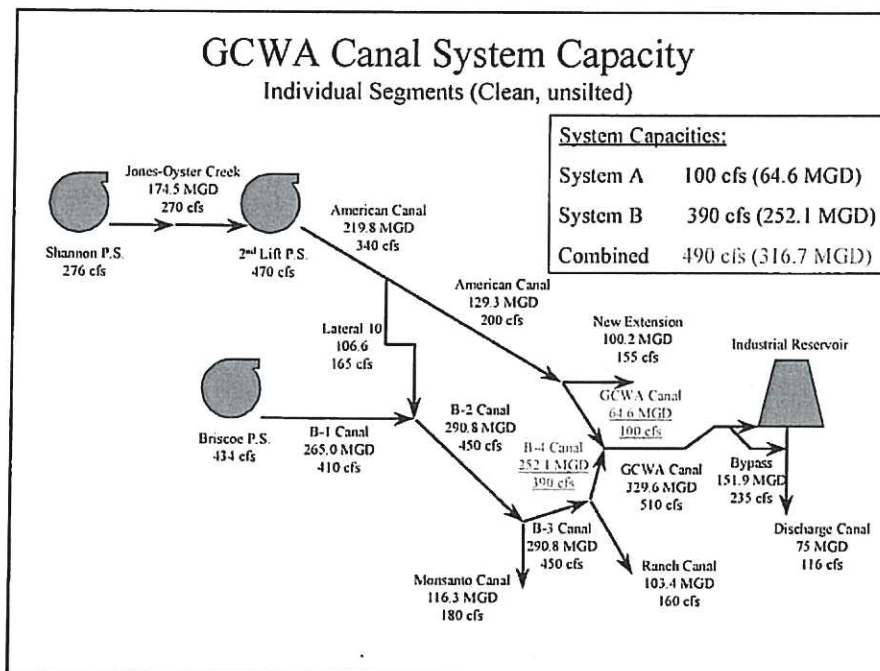 GCWA Canal System Capacity
Individual Segments (Clean, unsilted)
System Capacities:
System A 100 cfs (64.6 MGD)
System B 390 cfs (252.1 MGD)
Combined 490 cfs (316.7 MGD)
Jones-Oyster Creek
174.5 MGD
270 cfs
Shannon P.S.
276 cfs
2nd Lift P.S.
470 cfs
American Canal
219.8 MGD
340 cfs
American Canal
129.3 MGD
200 cfs
New Extension
100.2 MGD
155 cfs
Industrial Reservoir
Lateral 10
106.6
165 cfs
GCWA Canal
64.6 MGD
100 cfs
Briscoe P.S.
434 cfs
B-1 Canal
265.0 MGD
410 cfs
B-2 Canal
290.8 MGD
450 cfs
B-4 Canal
252.1 MGD
390 cfs
GCWA Canal
329.6 MGD
510 cfs
Bypass
151.9 MGD
235 cfs
B-3 Canal
290.8 MGD
450 cfs
Discharge Canal
75 MGD
116 cfs
Monsanto Canal
116.3 MGD
180 cfs
Ranch Canal
103.4 MGD
160 cfs